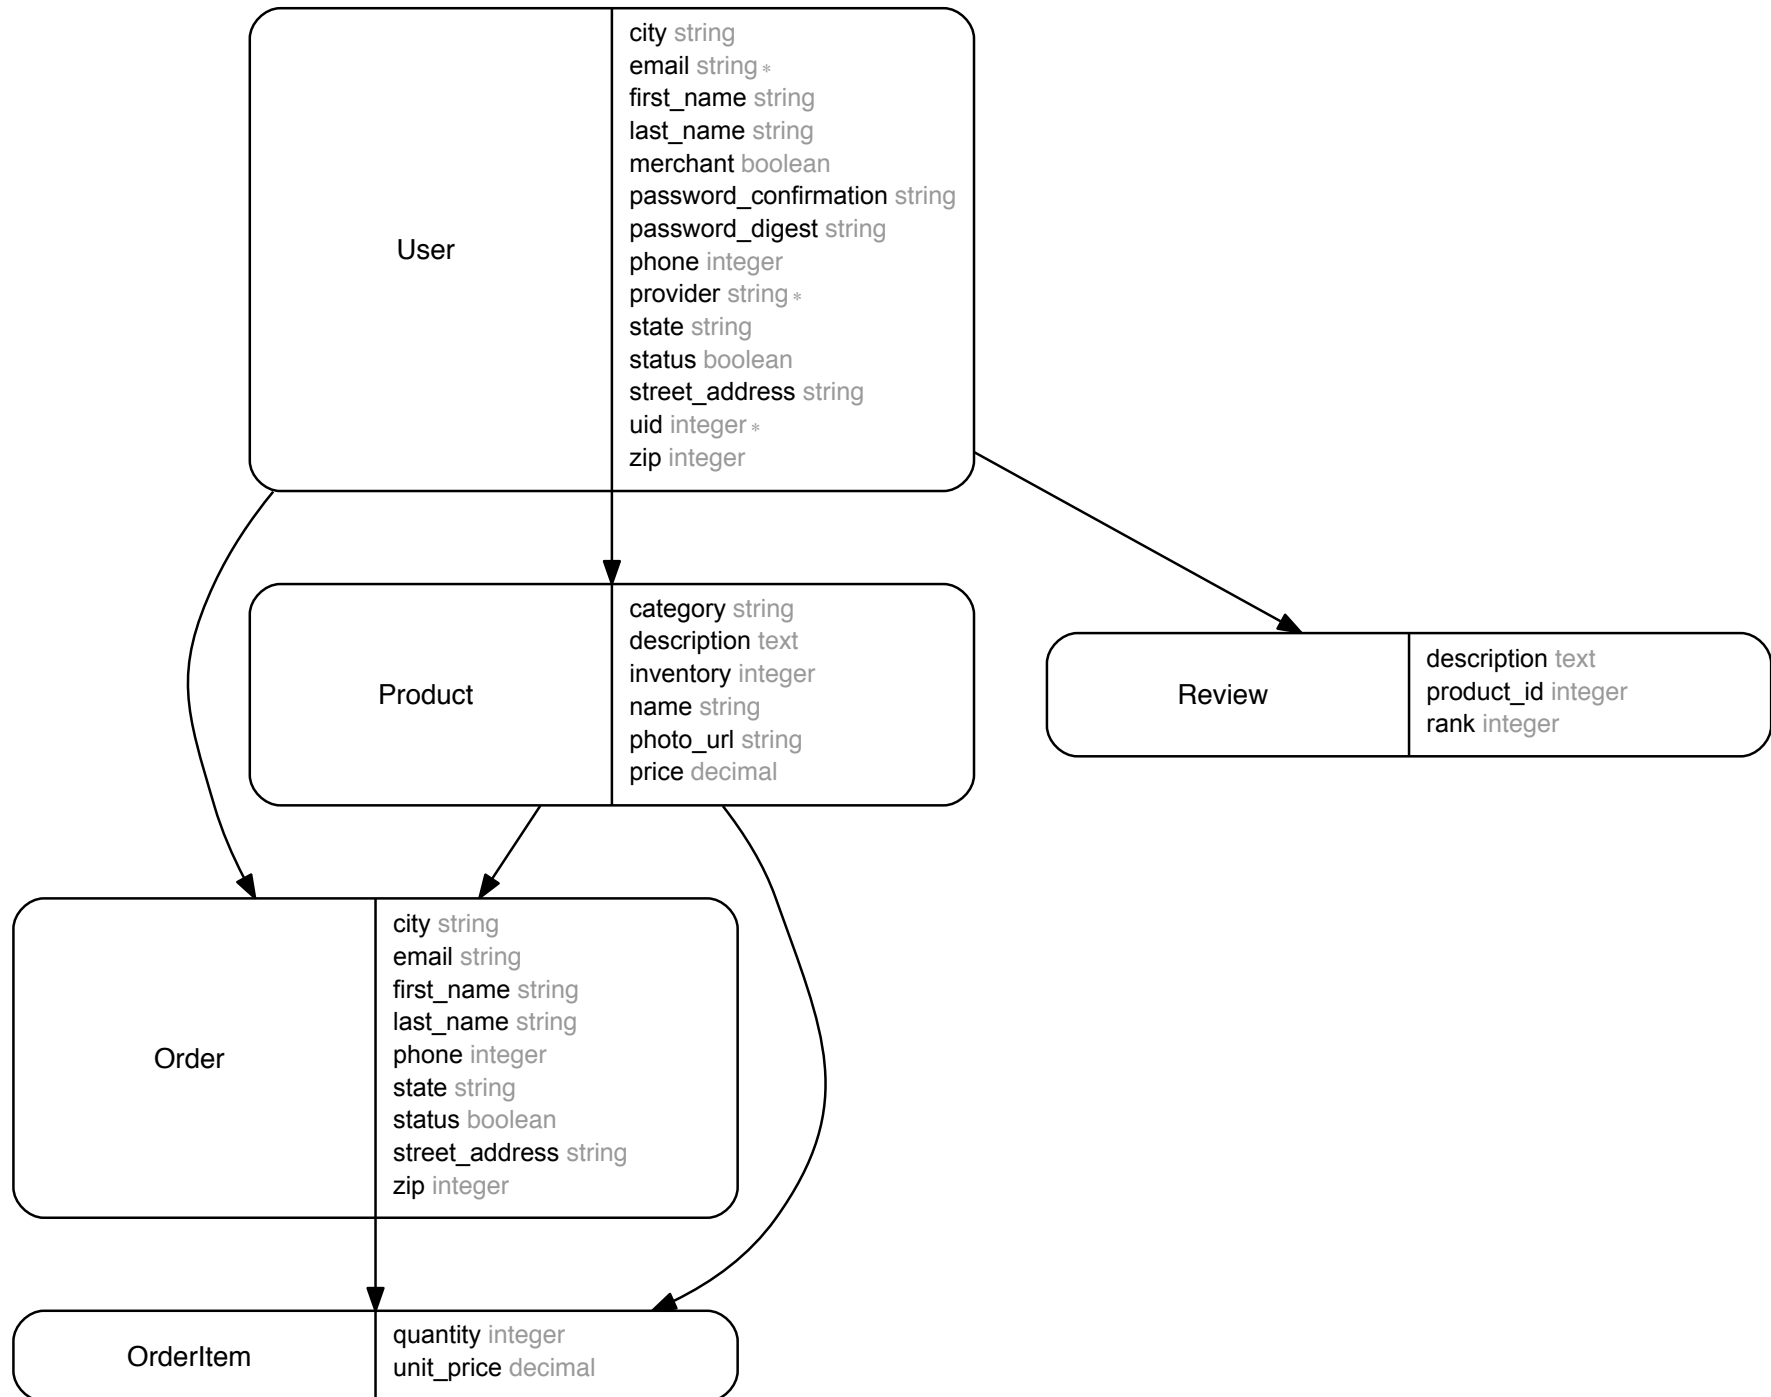 User
city string
email string *
first_name string
last_name string
merchant boolean
password_confirmation string
password_digest string
phone integer
provider string *
state string
status boolean
street_address string
uid integer *
zip integer
Product
category string
description text
inventory integer
name string
photo_url string
price decimal
Review
description text
product_id integer
rank integer
Order
city string
email string
first_name string
last_name string
phone integer
state string
status boolean
street_address string
zip integer
OrderItem
quantity integer
unit_price decimal